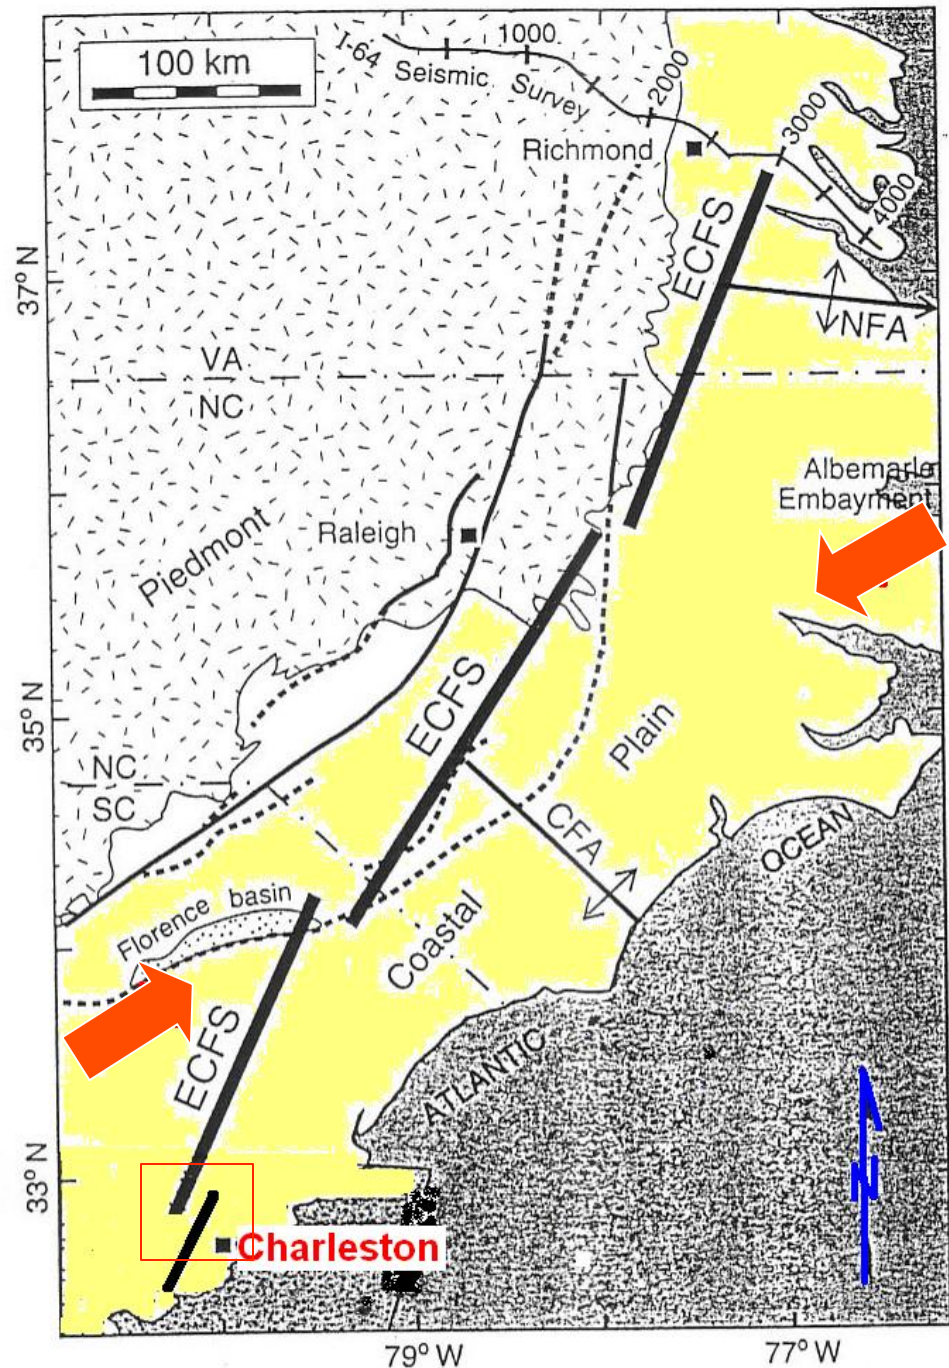 100 km
I-64
Seismic Survey
1000
2000
3000
4000
Richmond
ECFS
37° N
NFA
VA
NC
Albemarle
Embayment
Raleigh
Piedmont
ECFS
35° N
Plain
NC
SC
CFA
OCEAN
Florence basin
Coastal
ECFS
ATLANTIC
N
33° N
Charleston
79° W
77° W